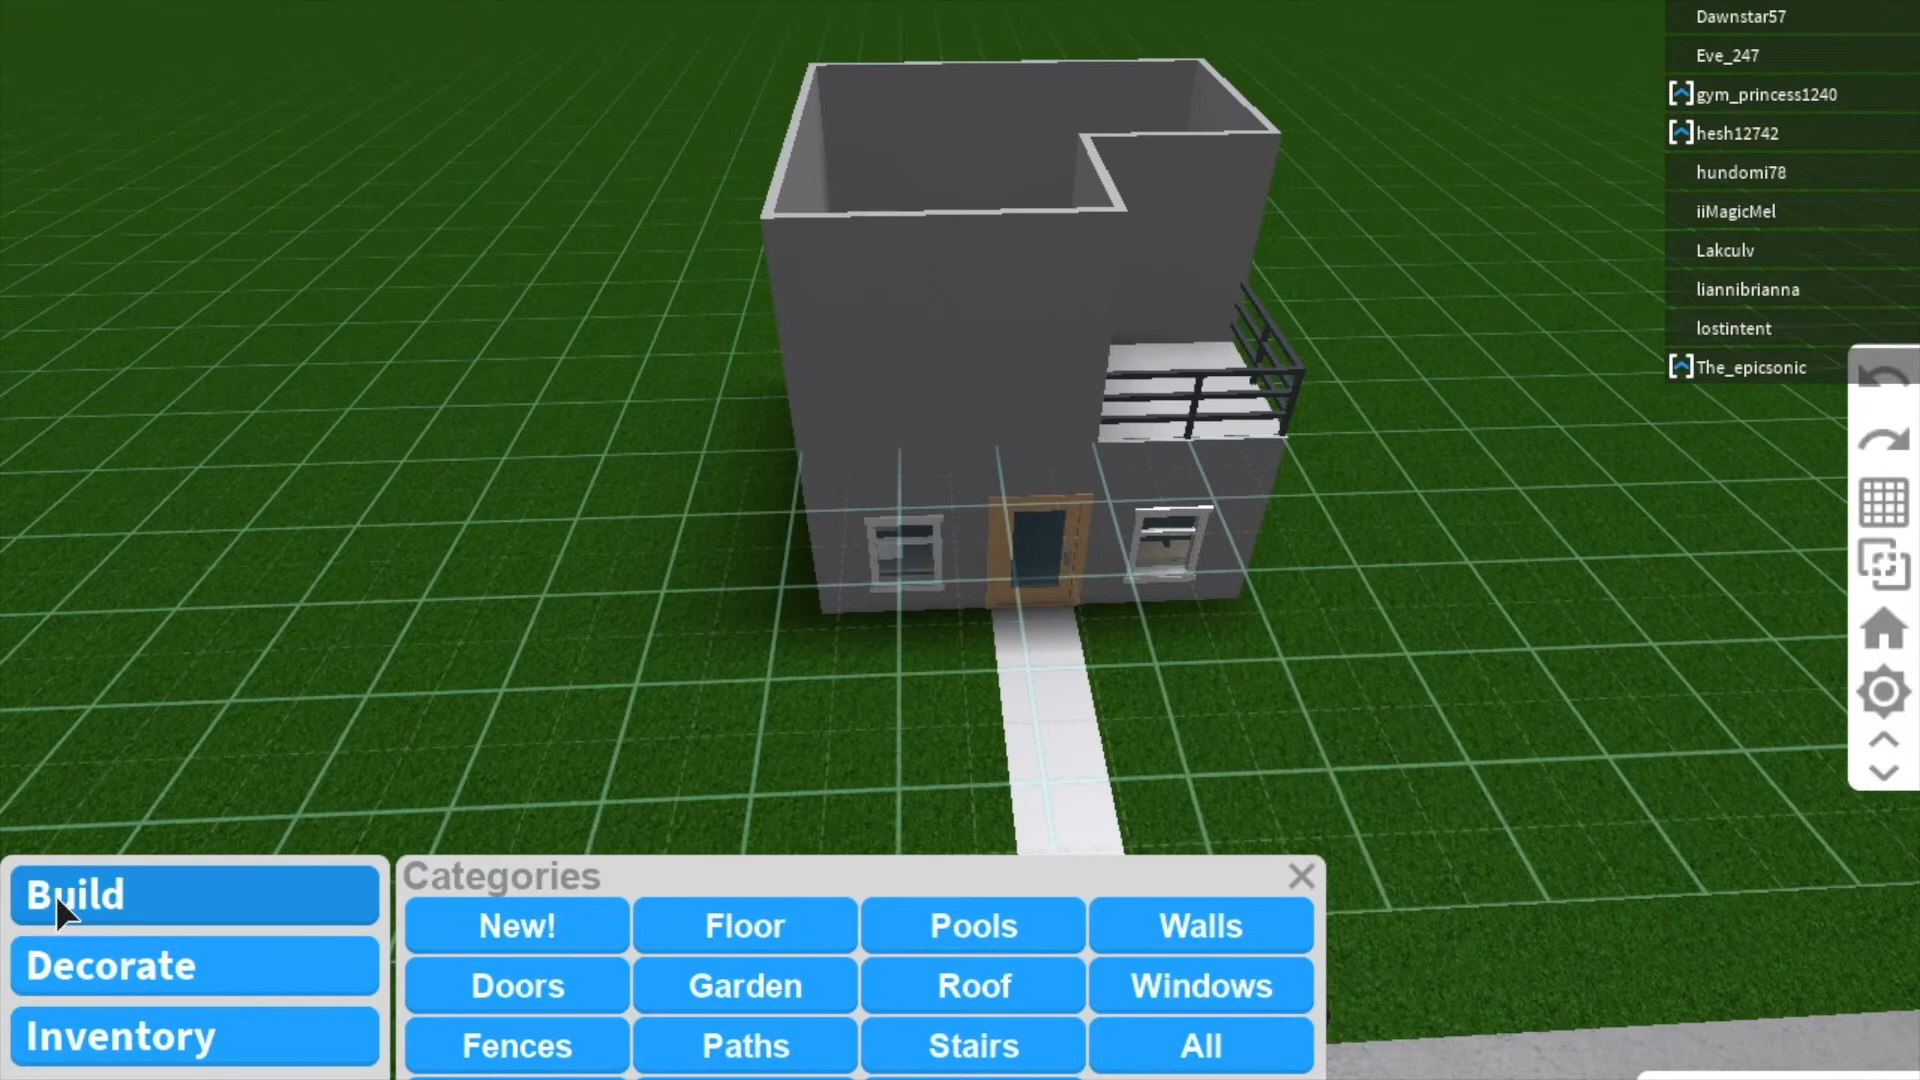 Dawnstar57
Eve_247
gym_princess1240
hesh12742
hundomi78
iiMagicMel
Lakculv
liannibrianna
lostintent
The_epicsonic
Build
Decorate
Inventory
Categories
New! Floor Pools Walls
Doors Garden Roof Windows
Fences Paths Stairs All